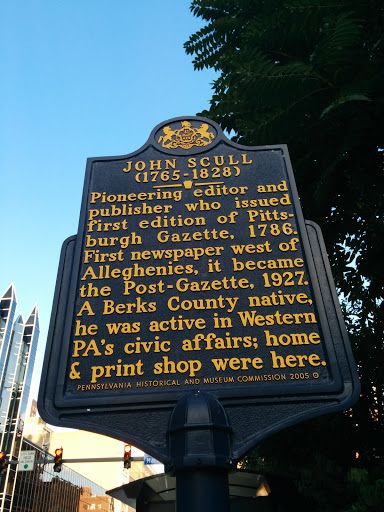 JOHN SCULL
(1765-1828)
Pioneering editor and
publisher who issued
first edition of Pitts-
burgh Gazette, 1786.
First newspaper west of
Alleghenies, it became
the Post-Gazette, 1927.
A Berks County native,
he was active in Western
PA's civic affairs; home
& print shop were here.
PENNSYLVANIA HISTORICAL AND MUSEUM COMMISSION 2005